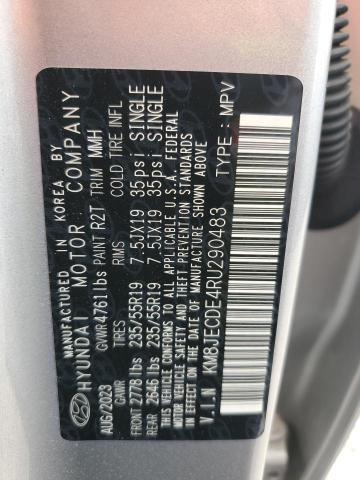 MANUFACTURED IN KOREA BY
HYUNDAI MOTOR COMPANY
AUG/2023 GVWR 4761 lbs PAINT R2T TRIM MMH
GAWR TIRES RIMS COLD TIRE INFL
FRONT 2778 lbs 235/55R19 7.5JX19 35psi SINGLE
REAR 2646 lbs 235/55R19 7.5JX19 35psi SINGLE
THIS VEHICLE CONFORMS TO ALL APPLICABLE U.S.A. FEDERAL
MOTOR VEHICLE SAFETY, BUMPER, AND THEFT PREVENTION
STANDARDS IN EFFECT ON THE DATE OF MANUFACTURE SHOWN ABOVE
V.I.N KM8JECDE4RU290483 TYPE : MPV